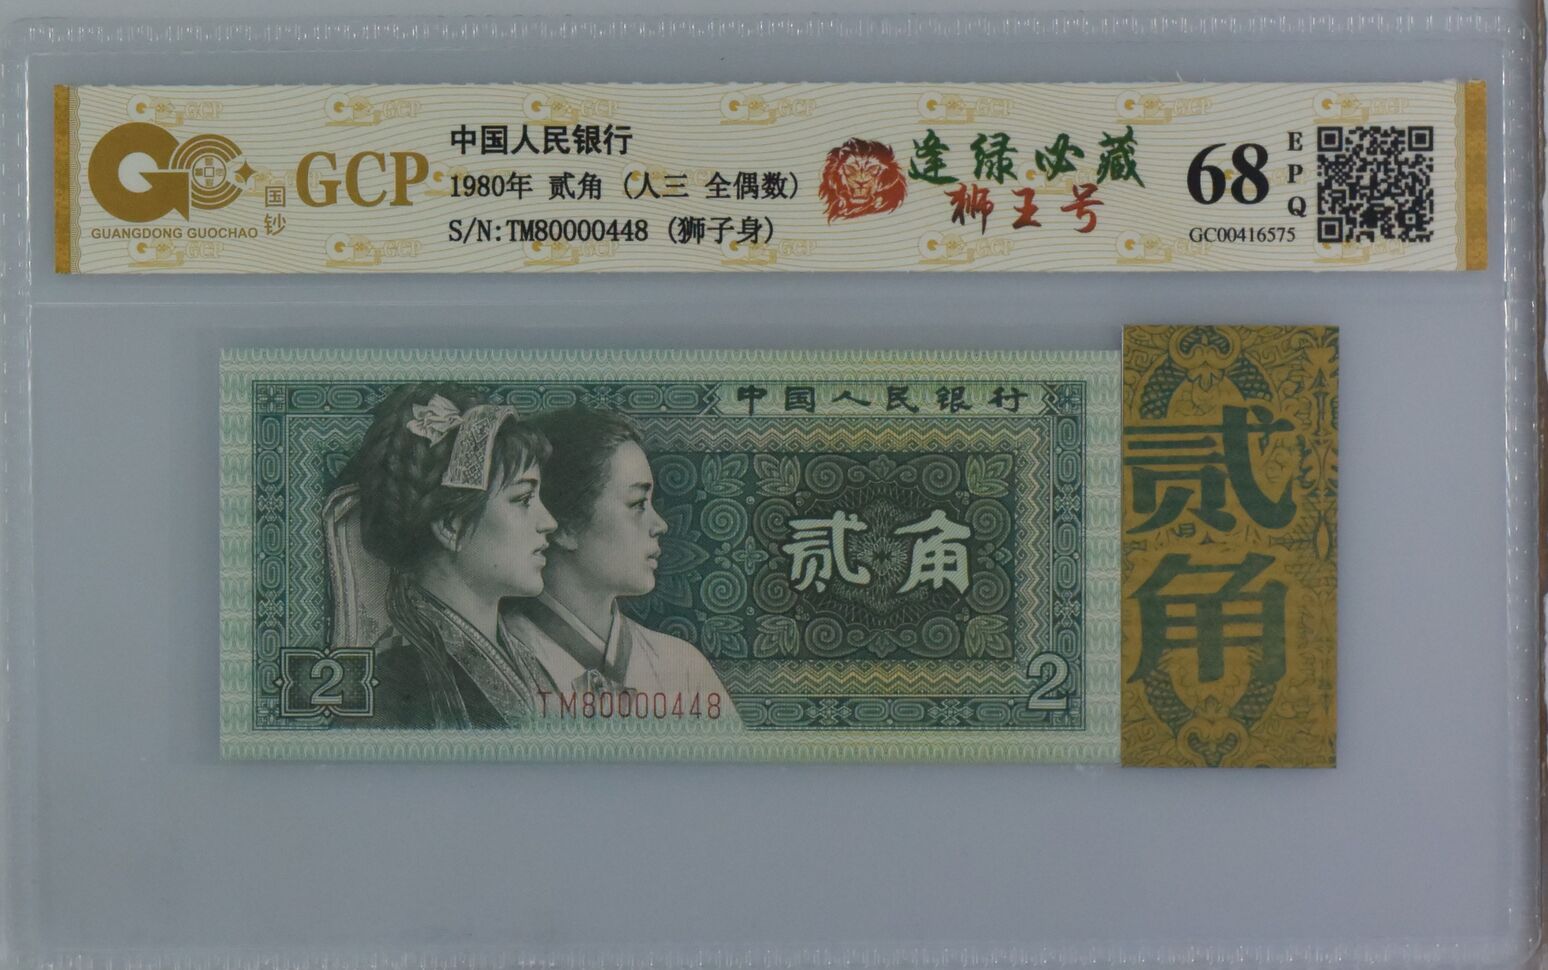 GCP
国钞
GUANGDONG GUOCHAO
中国人民银行
1980年 贰角 (人三 全偶数)
S/N:TM80000448 (狮子身)
逢绿必藏
狮王号
68
EPQ
GC00416575
中国人民银行
贰角
2
2
TM80000448
贰角